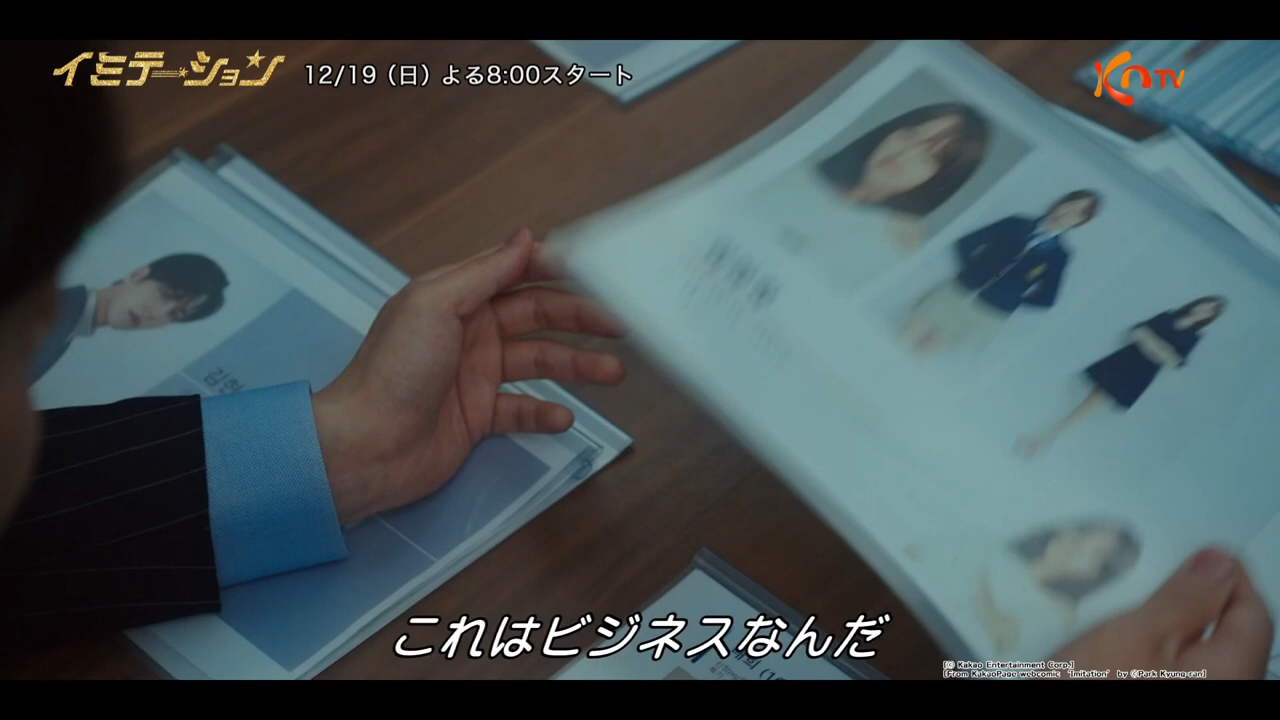 イミテーション
12/19（日）よる8:00スタート
KnTV
これはビジネスなんだ
[© Kakao Entertainment Corp.]
[From KakaoPage webcomic 'Imitation' by ©Park Kyung-ran]